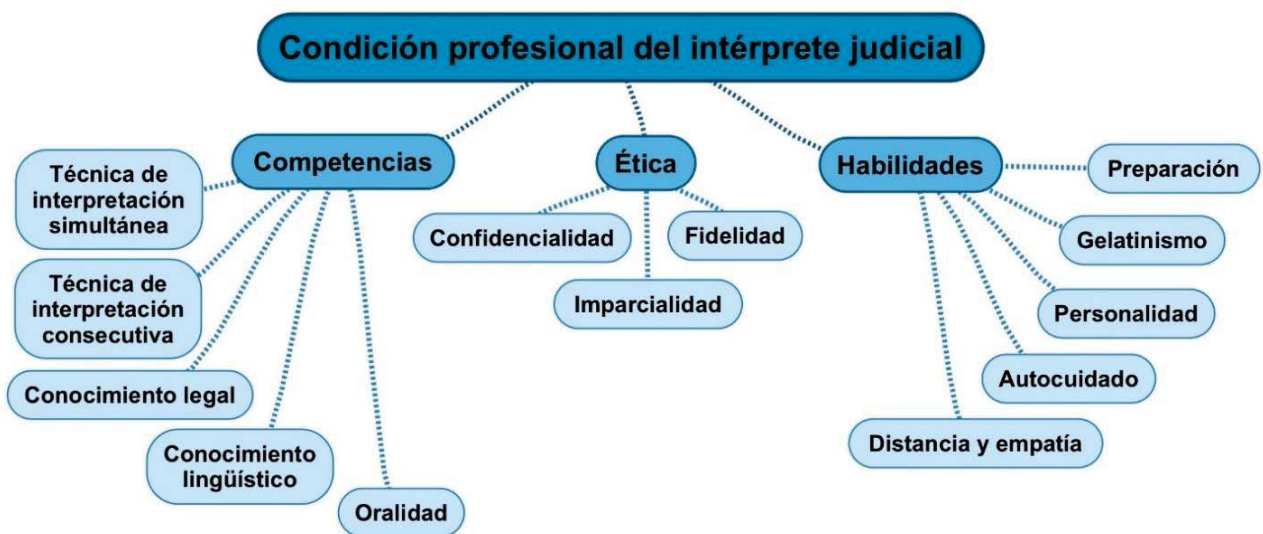 Condición profesional del intérprete judicial
Competencias
Técnica de
interpretación
simultánea
Técnica de
interpretación
consecutiva
Conocimiento legal
Conocimiento
lingüístico
Oralidad
Ética
Confidencialidad
Imparcialidad
Fidelidad
Habilidades
Preparación
Gelatinismo
Personalidad
Autocuidado
Distancia y empatía